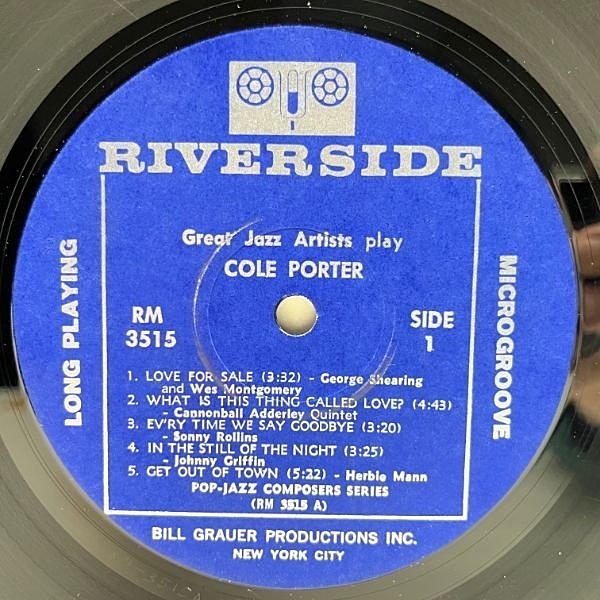 RIVERSIDE
Great Jazz Artists play
COLE PORTER
LONG PLAYING
MICROGROOVE
RM
3515
SIDE
1
1. LOVE FOR SALE (3:32) - George Shearing
and Wes Montgomery
2. WHAT IS THIS THING CALLED LOVE? (4:43)
- Cannonball Adderley Quintet
3. EV'RY TIME WE SAY GOODBYE (3:20)
- Sonny Rollins
4. IN THE STILL OF THE NIGHT (3:25)
- Johnny Griffin
5. GET OUT OF TOWN (5:22) - Herbie Mann
POP-JAZZ COMPOSERS SERIES
(RM 3515 A)
BILL GRAUER PRODUCTIONS INC.
NEW YORK CITY